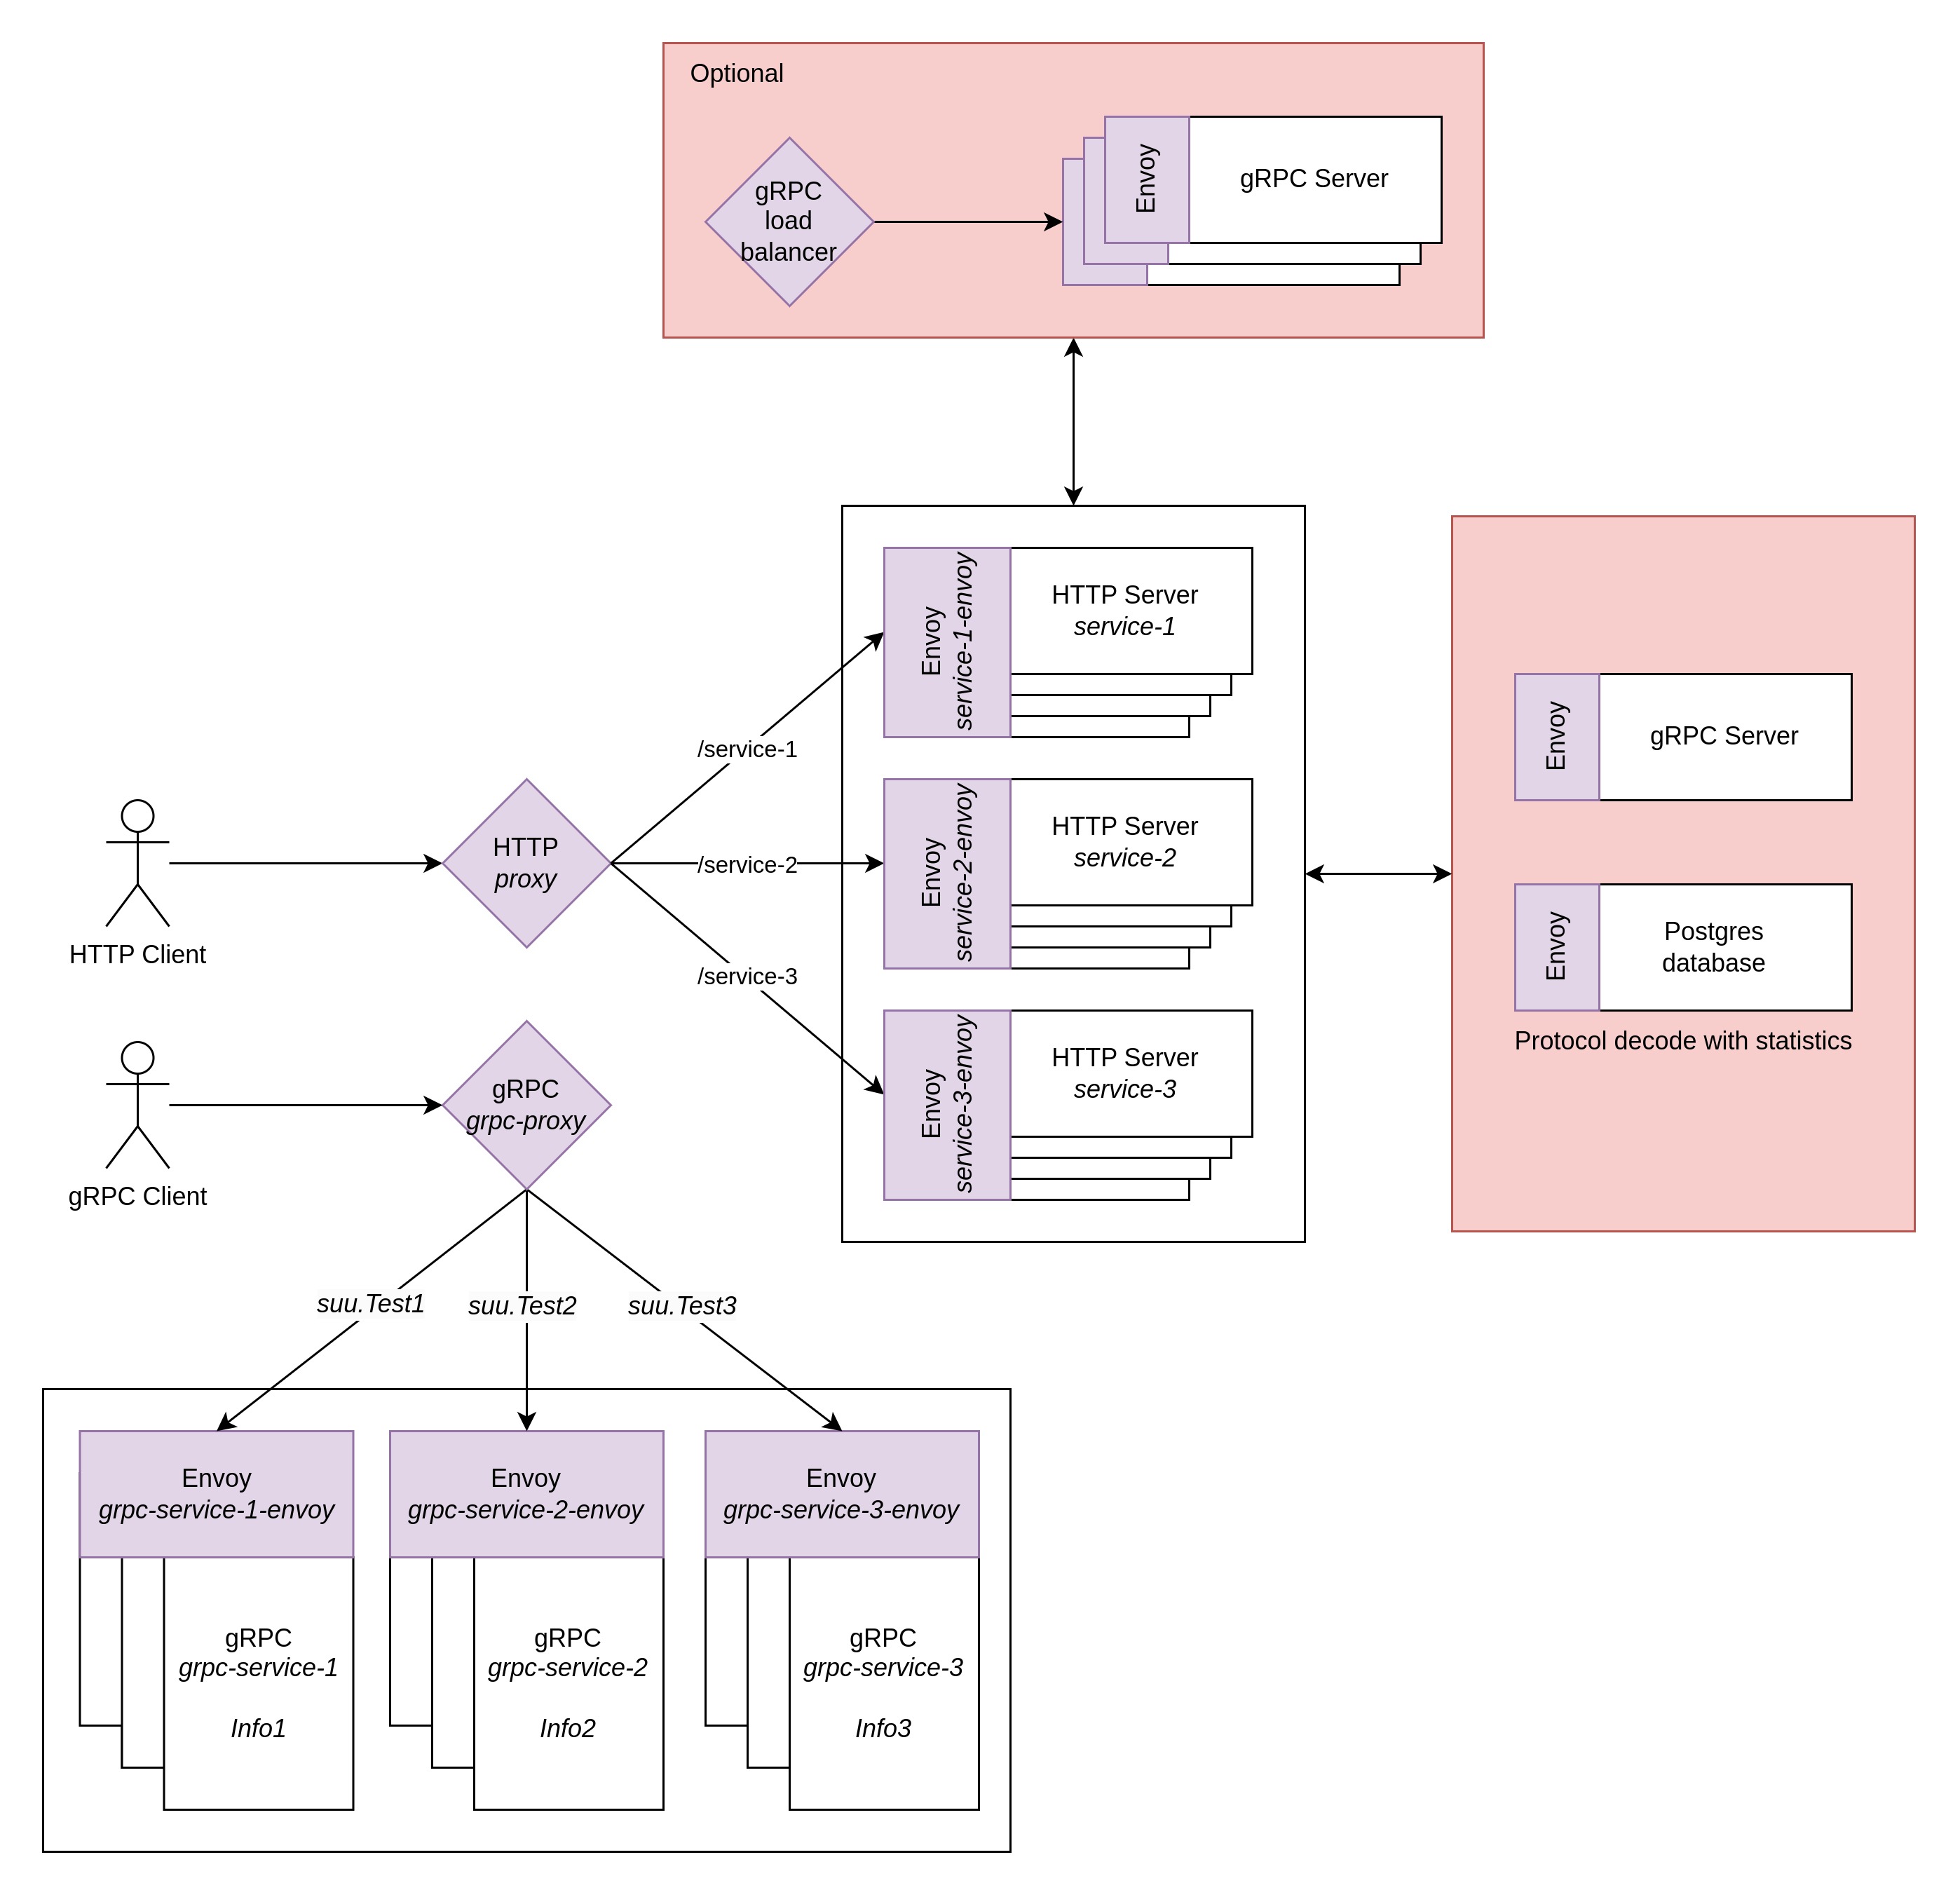 Optional
gRPC
load
balancer
Envoy
gRPC Server
Envoy
service-1-envoy
HTTP Server
service-1
/service-1
Envoy
service-2-envoy
HTTP Server
service-2
/service-2
Envoy
service-3-envoy
HTTP Server
service-3
/service-3
Envoy
gRPC Server
Envoy
Postgres
database
Protocol decode with statistics
HTTP
proxy
HTTP Client
gRPC
grpc-proxy
gRPC Client
suu.Test1
suu.Test2
suu.Test3
Envoy
grpc-service-1-envoy
Envoy
grpc-service-2-envoy
Envoy
grpc-service-3-envoy
gRPC
grpc-service-1
Info1
gRPC
grpc-service-2
Info2
gRPC
grpc-service-3
Info3